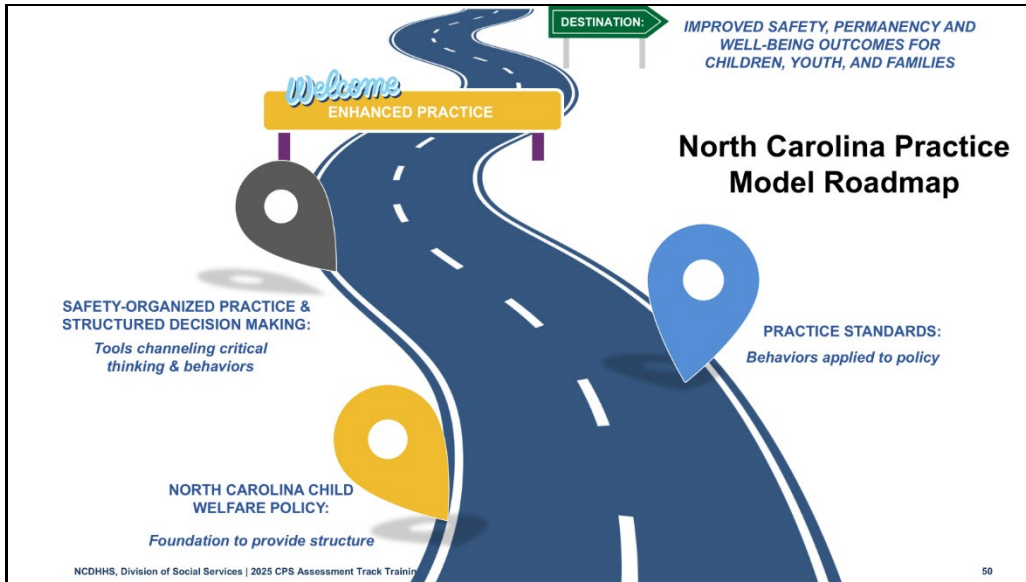 DESTINATION:
IMPROVED SAFETY, PERMANENCY AND
WELL-BEING OUTCOMES FOR
CHILDREN, YOUTH, AND FAMILIES
Welcome
ENHANCED PRACTICE
North Carolina Practice
Model Roadmap
SAFETY-ORGANIZED PRACTICE &
STRUCTURED DECISION MAKING:
Tools channeling critical
thinking & behaviors
PRACTICE STANDARDS:
Behaviors applied to policy
NORTH CAROLINA CHILD
WELFARE POLICY:
Foundation to provide structure
NCDHHS, Division of Social Services | 2025 CPS Assessment Track Trainin
50